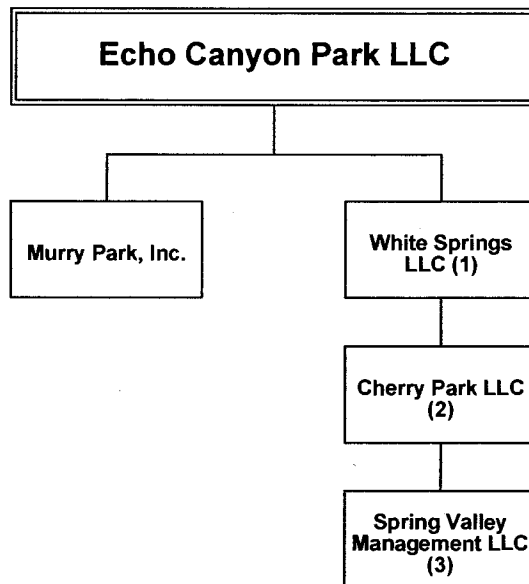 Echo Canyon Park LLC
Murry Park, Inc.
White Springs
LLC (1)
Cherry Park LLC
(2)
Spring Valley
Management LLC
(3)